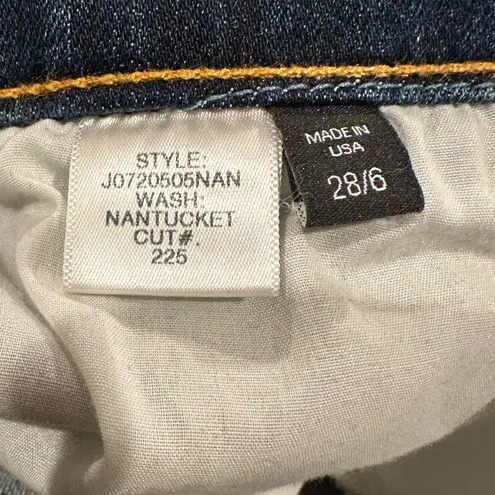 STYLE:
J0720505NAN
WASH:
NANTUCKET
CUT#.
225
MADE IN
USA
28/6